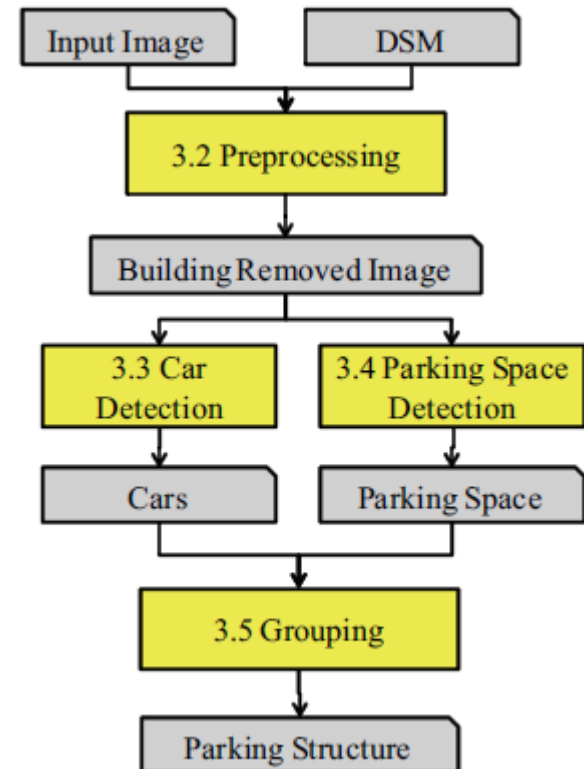 Input Image
DSM
3.2 Preprocessing
Building Removed Image
3.3 Car
Detection
3.4 Parking Space
Detection
Cars
Parking Space
3.5 Grouping
Parking Structure